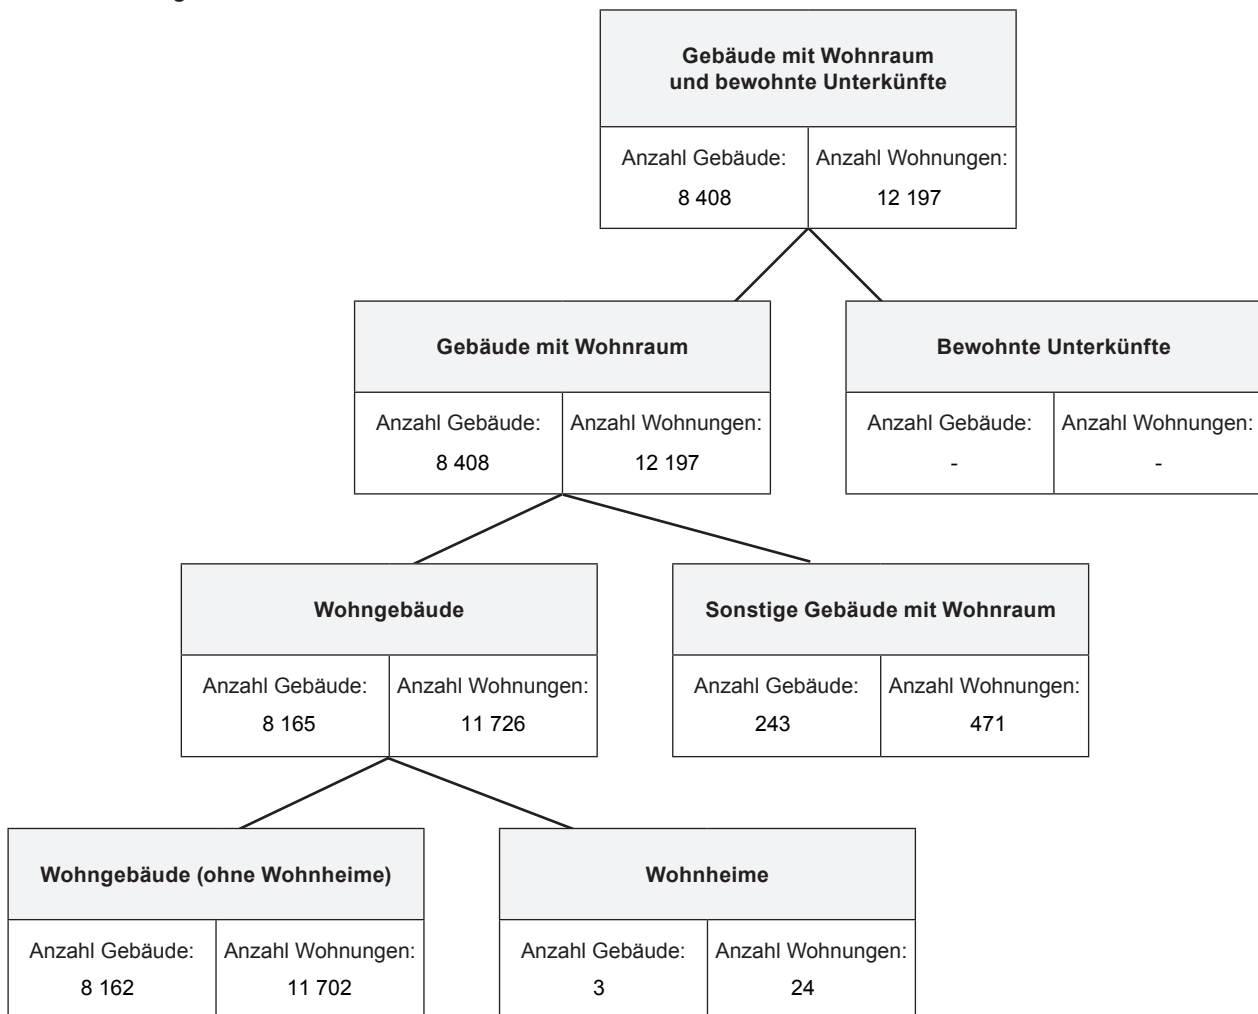 Gebäude mit Wohnraum
und bewohnte Unterkünfte
Anzahl Gebäude: Anzahl Wohnungen:
8 408 12 197
Gebäude mit Wohnraum Bewohnte Unterkünfte
Anzahl Gebäude: Anzahl Wohnungen: Anzahl Gebäude: Anzahl Wohnungen:
8 408 12 197 - -
Wohngebäude Sonstige Gebäude mit Wohnraum
Anzahl Gebäude: Anzahl Wohnungen: Anzahl Gebäude: Anzahl Wohnungen:
8 165 11 726 243 471
Wohngebäude (ohne Wohnheime) Wohnheime
Anzahl Gebäude: Anzahl Wohnungen: Anzahl Gebäude: Anzahl Wohnungen:
8 162 11 702 3 24